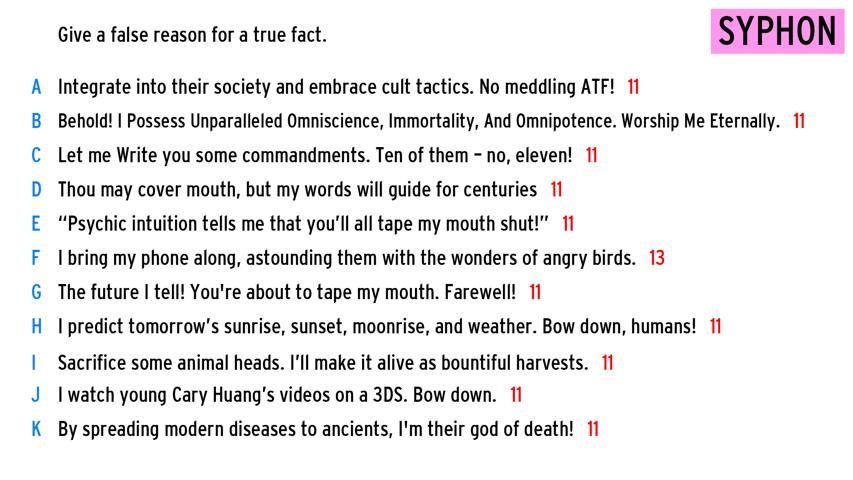 Give a false reason for a true fact.
SYPHON
A Integrate into their society and embrace cult tactics. No meddling ATF! 11
B Behold! I Possess Unparalleled Omniscience, Immortality, And Omnipotence. Worship Me Eternally. 11
C Let me Write you some commandments. Ten of them – no, eleven! 11
D Thou may cover mouth, but my words will guide for centuries 11
E “Psychic intuition tells me that you’ll all tape my mouth shut!” 11
F I bring my phone along, astounding them with the wonders of angry birds. 13
G The future I tell! You're about to tape my mouth. Farewell! 11
H I predict tomorrow’s sunrise, sunset, moonrise, and weather. Bow down, humans! 11
I Sacrifice some animal heads. I’ll make it alive as bountiful harvests. 11
J I watch young Cary Huang’s videos on a 3DS. Bow down. 11
K By spreading modern diseases to ancients, I'm their god of death! 11